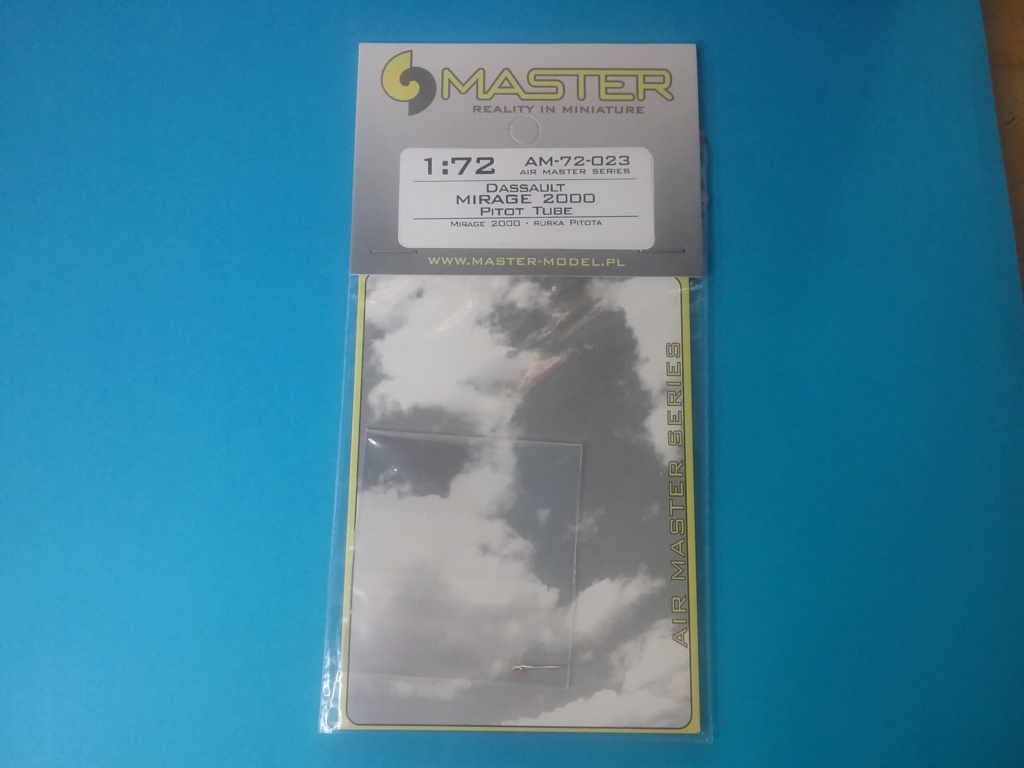 MASTER
REALITY IN MINIATURE
1:72 AM-72-023
AIR MASTER SERIES
DASSAULT
MIRAGE 2000
PITOT TUBE
MIRAGE 2000 - RURKA PITOTA
WWW.MASTER-MODEL.PL
AIR MASTER SERIES